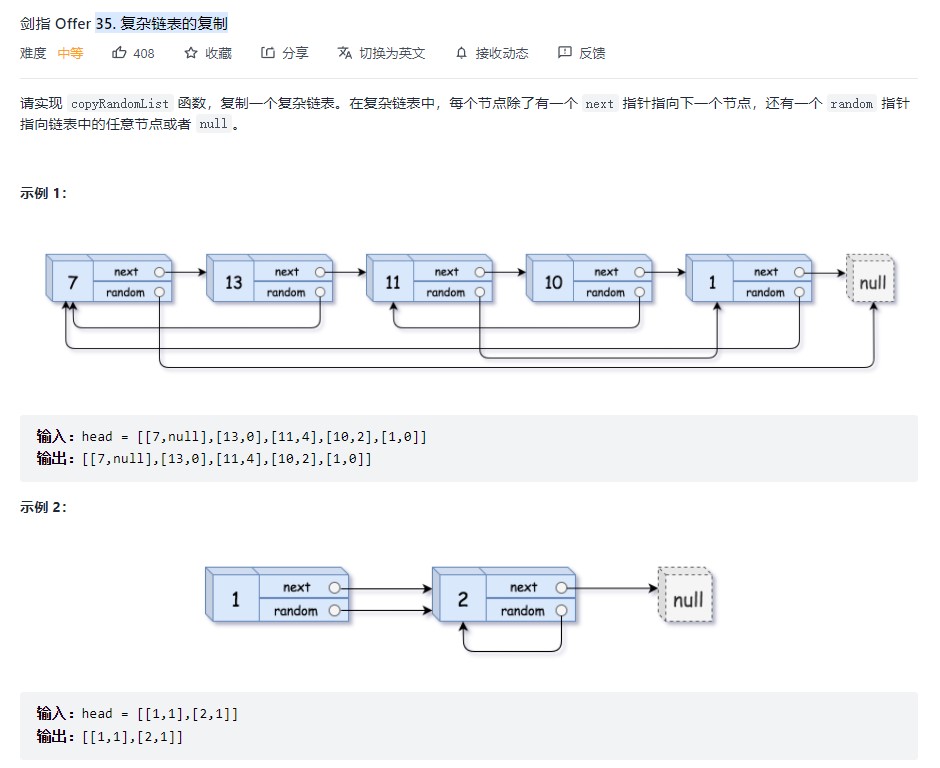 剑指 Offer 35. 复杂链表的复制
难度 中等 408 收藏 分享 切换为英文 接收动态 反馈
请实现 copyRandomList 函数，复制一个复杂链表。在复杂链表中，每个节点除了有一个 next 指针指向下一个节点，还有一个 random 指针
指向链表中的任意节点或者 null 。
示例 1：
7 next random 13 next random 11 next random 10 next random 1 next random null
输入：head = [[7,null],[13,0],[11,4],[10,2],[1,0]]
输出：[[7,null],[13,0],[11,4],[10,2],[1,0]]
示例 2：
1 next random 2 next random null
输入：head = [[1,1],[2,1]]
输出：[[1,1],[2,1]]